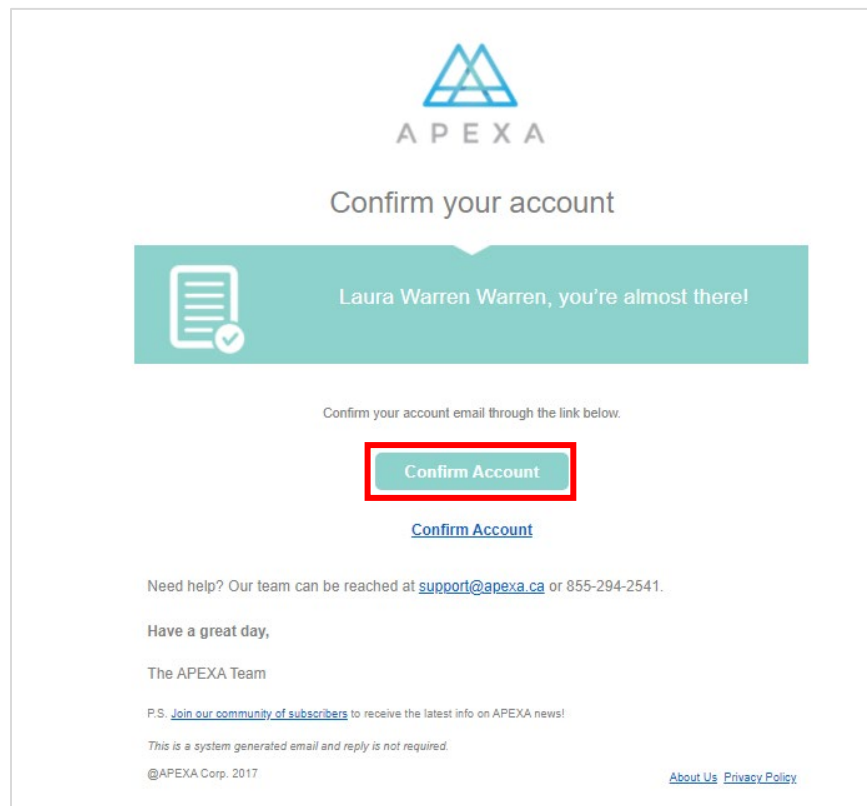 APEXA
Confirm your account
Laura Warren Warren, you're almost there!
Confirm your account email through the link below.
Confirm Account
Confirm Account
Need help? Our team can be reached at support@apexa.ca or 855-294-2541.
Have a great day,
The APEXA Team
P.S. Join our community of subscribers to receive the latest info on APEXA news!
This is a system generated email and reply is not required.
@APEXA Corp. 2017
About Us Privacy Policy